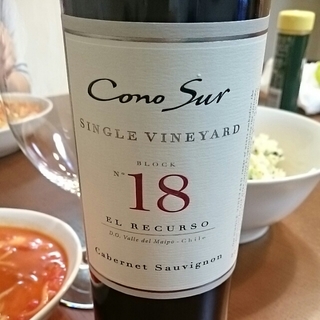 Cono Sur
SINGLE VINEYARD
BLOCK
Nº 18
EL RECURSO
D.O. Valle del Maipo - Chile
Cabernet Sauvignon